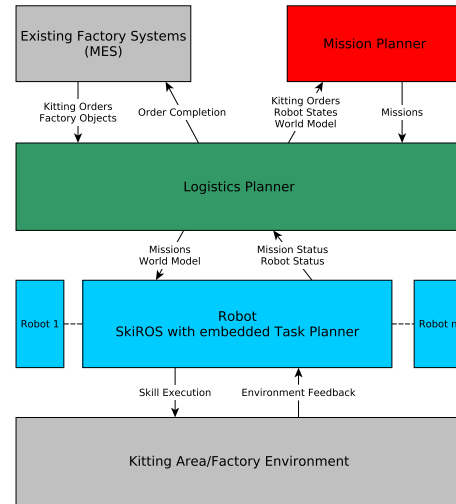 Existing Factory Systems
(MES)
Mission Planner
Kitting Orders
Factory Objects
Order Completion
Kitting Orders
Robot States
World Model
Missions
Logistics Planner
Missions
World Model
Mission Status
Robot Status
Robot 1
Robot
SkiROS with embedded Task Planner
Robot n
Skill Execution
Environment Feedback
Kitting Area/Factory Environment